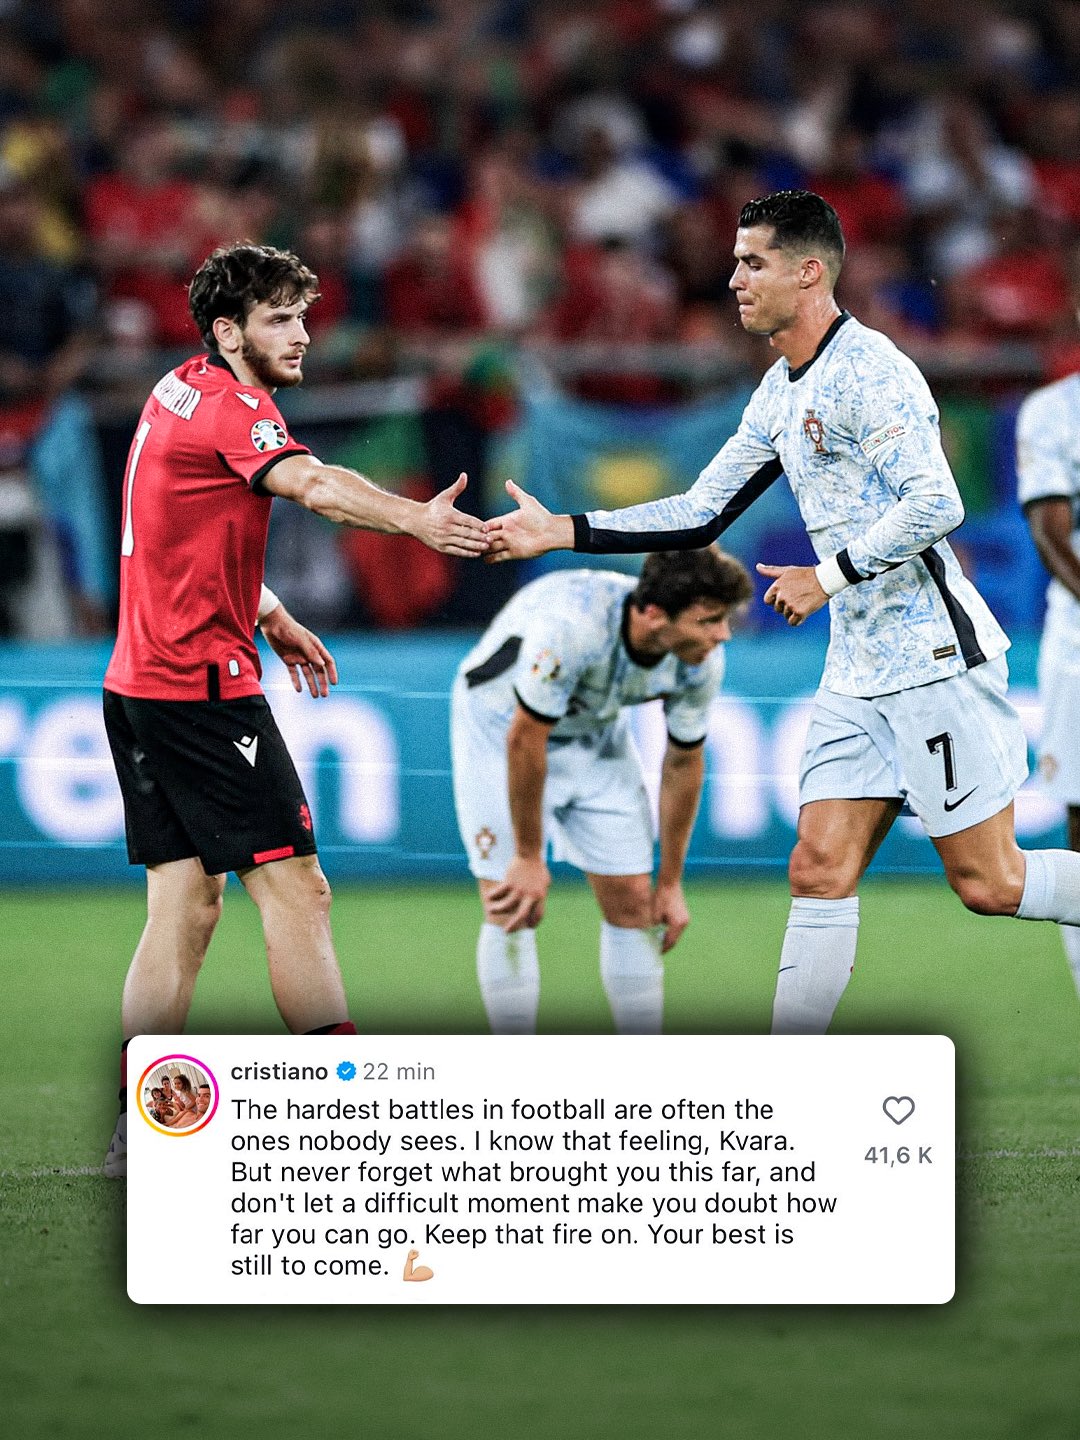 7
cristiano 22 min
The hardest battles in football are often the
ones nobody sees. I know that feeling, Kvara.
But never forget what brought you this far, and
don't let a difficult moment make you doubt how
far you can go. Keep that fire on. Your best is
still to come. 💪🏼
41,6 K